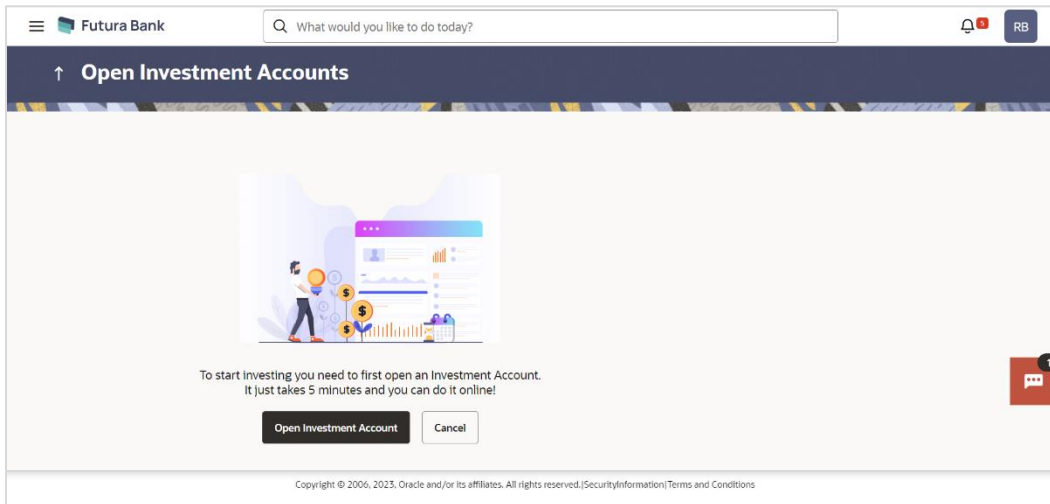 Futura Bank
What would you like to do today?
5
RB
↑ Open Investment Accounts
$
$
$
$
$
To start investing you need to first open an Investment Account.
It just takes 5 minutes and you can do it online!
Open Investment Account
Cancel
1
Copyright © 2006, 2023, Oracle and/or its affiliates. All rights reserved.|SecurityInformation|Terms and Conditions